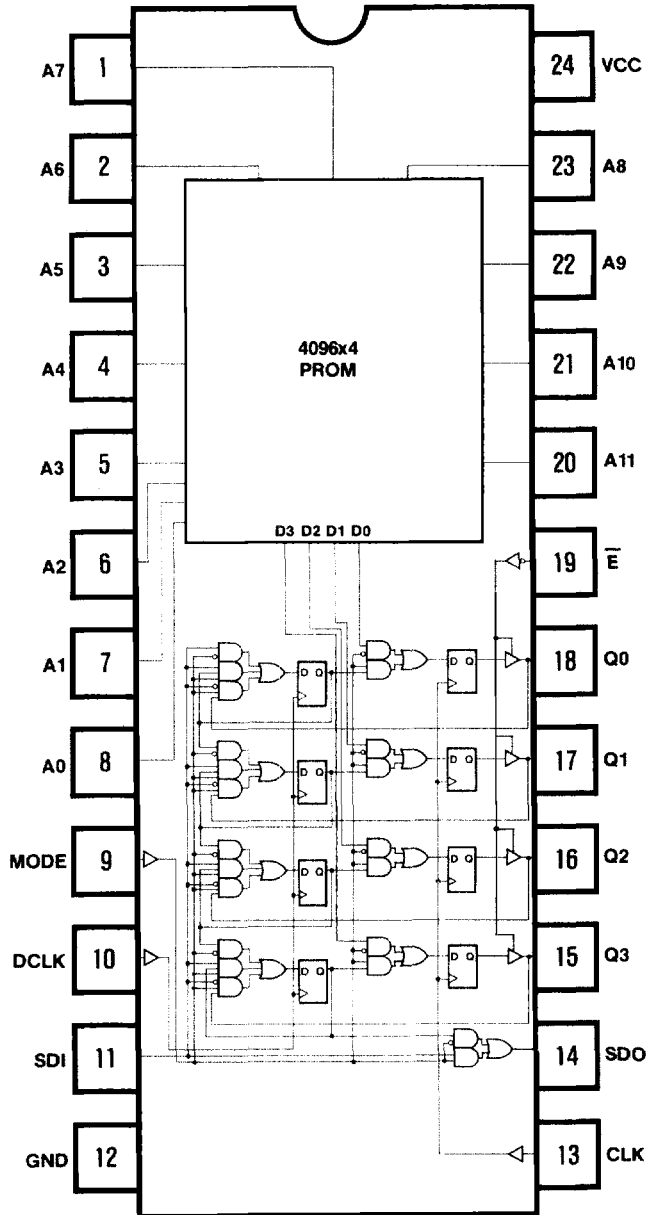 A7 1
24 VCC
A6 2
23 A8
A5 3
22 A9
A4 4
21 A10
A3 5
20 A11
4096x4
PROM
D3 D2 D1 D0
A2 6
19 E̅
A1 7
18 Q0
A0 8
17 Q1
MODE 9
16 Q2
DCLK 10
15 Q3
SDI 11
14 SDO
GND 12
13 CLK
D Q
D Q
D Q
D Q
D Q
D Q
D Q
D Q